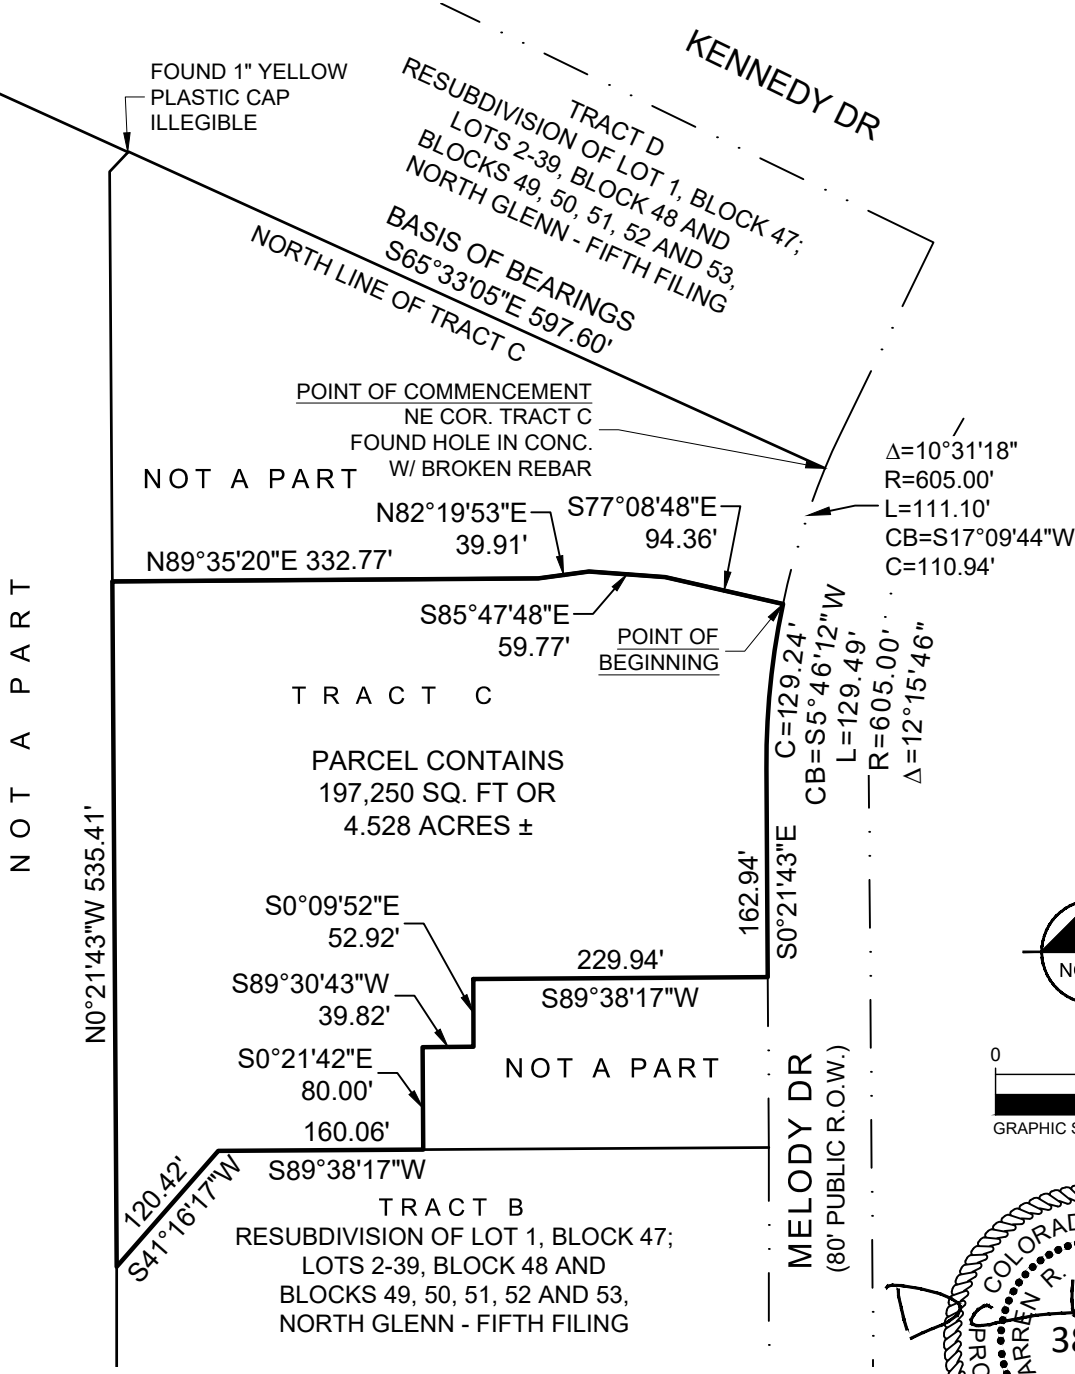 KENNEDY DR
FOUND 1" YELLOW
PLASTIC CAP
ILLEGIBLE
TRACT D
RESUBDIVISION OF LOT 1, BLOCK 47;
LOTS 2-39, BLOCK 48 AND
BLOCKS 49, 50, 51, 52 AND 53,
NORTH GLENN - FIFTH FILING
BASIS OF BEARINGS
S65°33'05"E 597.60'
NORTH LINE OF TRACT C
POINT OF COMMENCEMENT
NE COR. TRACT C
FOUND HOLE IN CONC.
W/ BROKEN REBAR
Δ=10°31'18"
R=605.00'
L=111.10'
CB=S17°09'44"W
C=110.94'
NOT A PART
N82°19'53"E
39.91'
S77°08'48"E
94.36'
N89°35'20"E 332.77'
S85°47'48"E
59.77'
POINT OF
BEGINNING
C=129.24'
CB=S5°46'12"W
L=129.49'
R=605.00'
Δ=12°15'46"
NOT A PART
TRACT C
PARCEL CONTAINS
197,250 SQ. FT OR
4.528 ACRES ±
N0°21'43"W 535.41'
162.94'
S0°21'43"E
S0°09'52"E
52.92'
229.94'
S89°38'17"W
S89°30'43"W
39.82'
S0°21'42"E
80.00'
NOT A PART
160.06'
S89°38'17"W
120.42'
S41°16'17"W
MELODY DR
(80' PUBLIC R.O.W.)
TRACT B
RESUBDIVISION OF LOT 1, BLOCK 47;
LOTS 2-39, BLOCK 48 AND
BLOCKS 49, 50, 51, 52 AND 53,
NORTH GLENN - FIFTH FILING
0
GRAPHIC
38